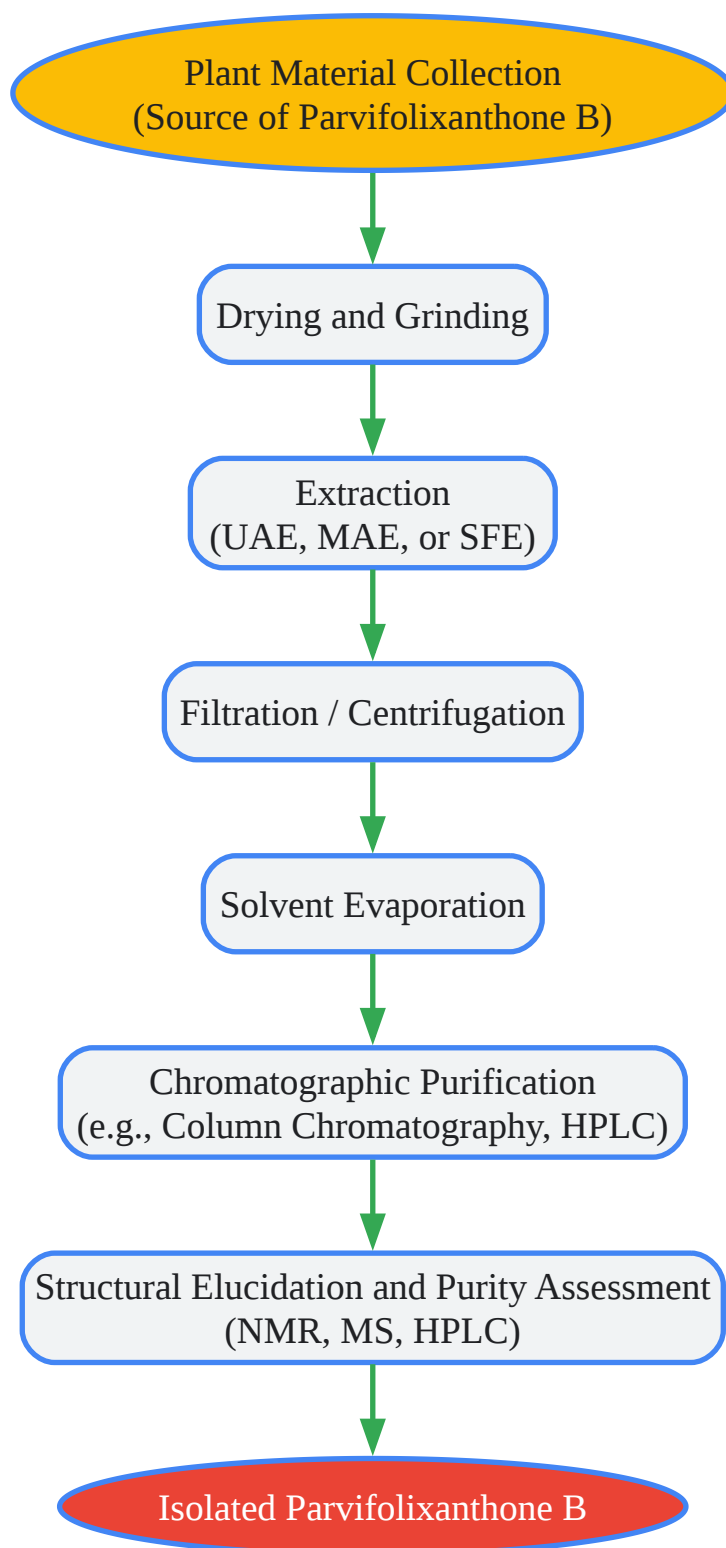 Plant Material Collection
(Source of Parvifolixanthone B)
Drying and Grinding
Extraction
(UAE, MAE, or SFE)
Filtration / Centrifugation
Solvent Evaporation
Chromatographic Purification
(e.g., Column Chromatography, HPLC)
Structural Elucidation and Purity Assessment
(NMR, MS, HPLC)
Isolated Parvifolixanthone B